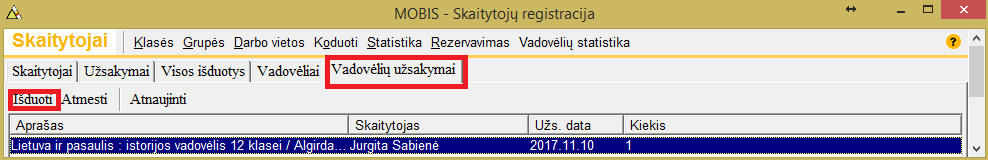 MOBIS - Skaitytojų registracija
Skaitytojai Klasės Grupės Darbo vietos Koduoti Statistika Rezervavimas Vadovėlių statistika ?
Skaitytojai Užsakymai Visos išduotys Vadovėliai Vadovėlių užsakymai
Išduoti Atmesti Atnaujinti
Aprašas Skaitytojas Užs. data Kiekis
Lietuva ir pasaulis : istorijos vadovėlis 12 klasei / Algirda... Jurgita Sabienė 2017.11.10 1